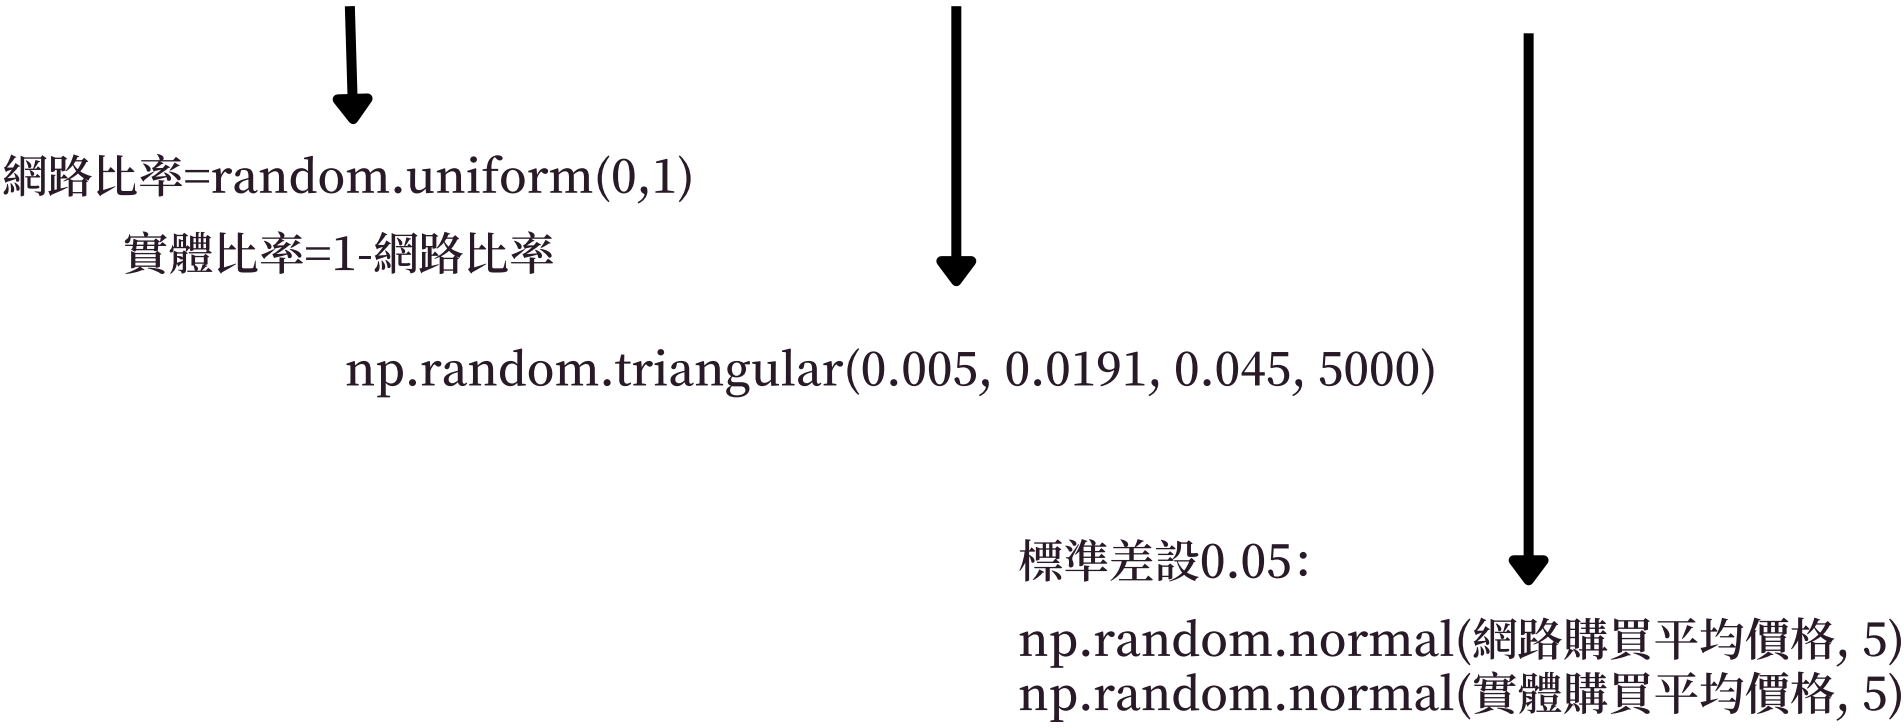 網路比率=random.uniform(0,1)
實體比率=1-網路比率
np.random.triangular(0.005, 0.0191, 0.045, 5000)
標準差設0.05:
np.random.normal(網路購買平均價格, 5)
np.random.normal(實體購買平均價格, 5)